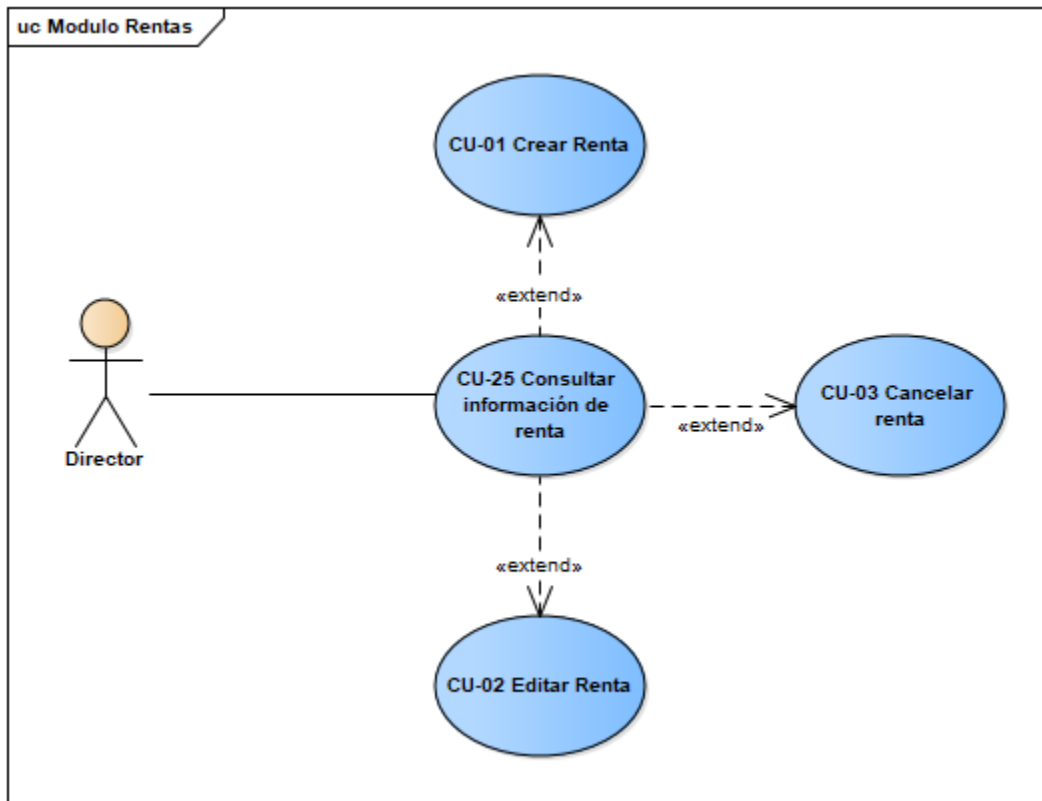 uc Modulo Rentas
CU-01 Crear Renta
«extend»
CU-25 Consultar
información de
renta
CU-03 Cancelar
renta
«extend»
Director
«extend»
CU-02 Editar Renta